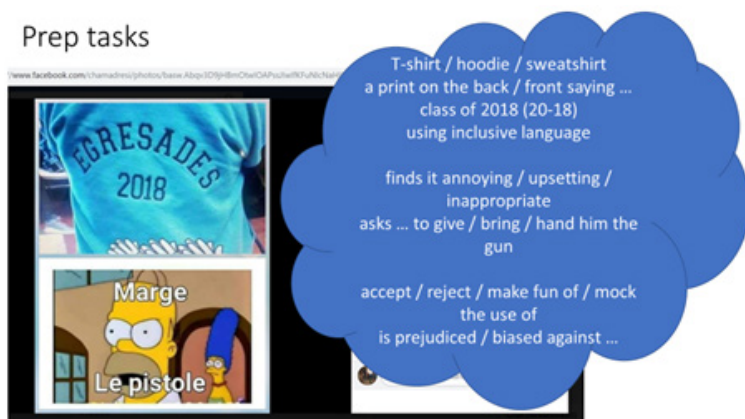 Prep tasks
EGRESADES
2018
Marge
Le pistole
T-shirt / hoodie / sweatshirt
a print on the back / front saying …
class of 2018 (20-18)
using inclusive language
finds it annoying / upsetting /
inappropriate
asks … to give / bring / hand him the
gun
accept / reject / make fun of / mock
the use of
is prejudiced / biased against …